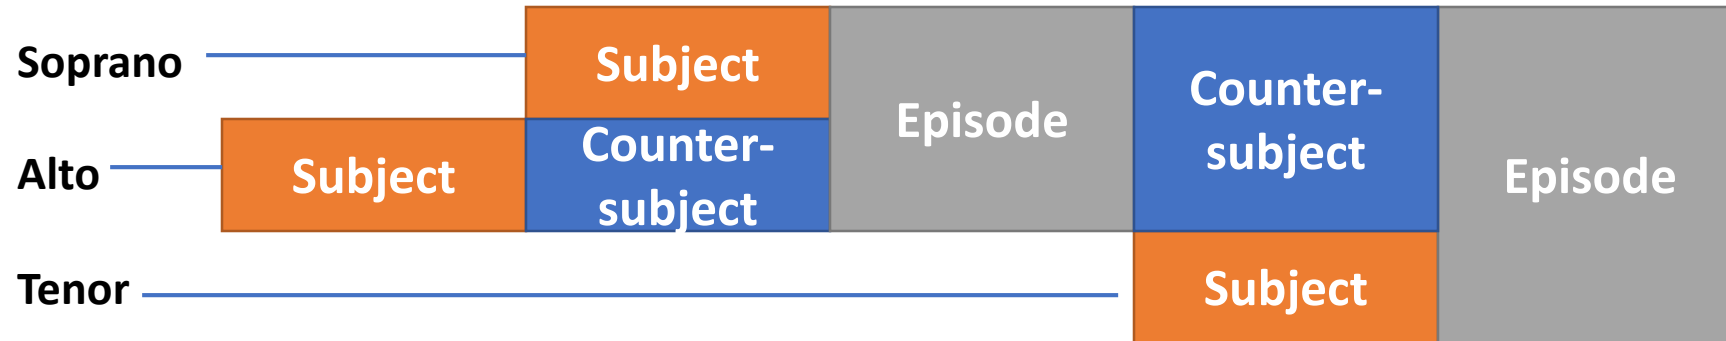 Soprano
Subject
Episode
Counter-
subject
Episode
Alto
Subject
Counter-
subject
Tenor
Subject